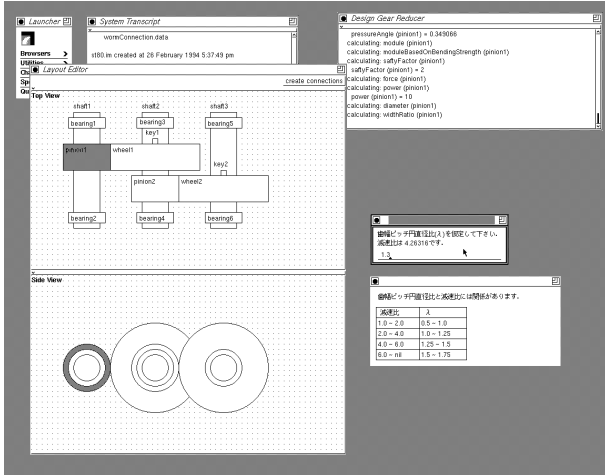 Launcher
System Transcript
wormConnection.data
st80.im created at 28 February 1994 5:37:49 pm
Browsers >
Utilities >
Layout Editor
create connections
Top View
shaft1 shaft2 shaft3
bearing1 bearing3 bearing5
key1
pinion1 wheel1
key2
pinion2 wheel2
bearing2 bearing4 bearing6
Side View
Design Gear Reducer
pressureAngle (pinion1) = 0.349066
calculating: module (pinion1)
calculating: moduleBasedOnBendingStrength (pinion1)
calculating: saftyFactor (pinion1)
saftyFactor (pinion1) = 2
calculating: force (pinion1)
calculating: power (pinion1)
power (pinion1) = 10
calculating: diameter (pinion1)
calculating: widthRatio (pinion1)
歯幅ピッチ円直径比(λ)を仮定して下さい.
減速比は 4.26316です.
1.3
歯幅ピッチ円直径比と減速比には関係があります.
減速比 λ
1.0 ~ 2.0 0.5 ~ 1.0
2.0 ~ 4.0 1.0 ~ 1.25
4.0 ~ 6.0 1.25 ~ 1.5
6.0 ~ nil 1.5 ~ 1.75